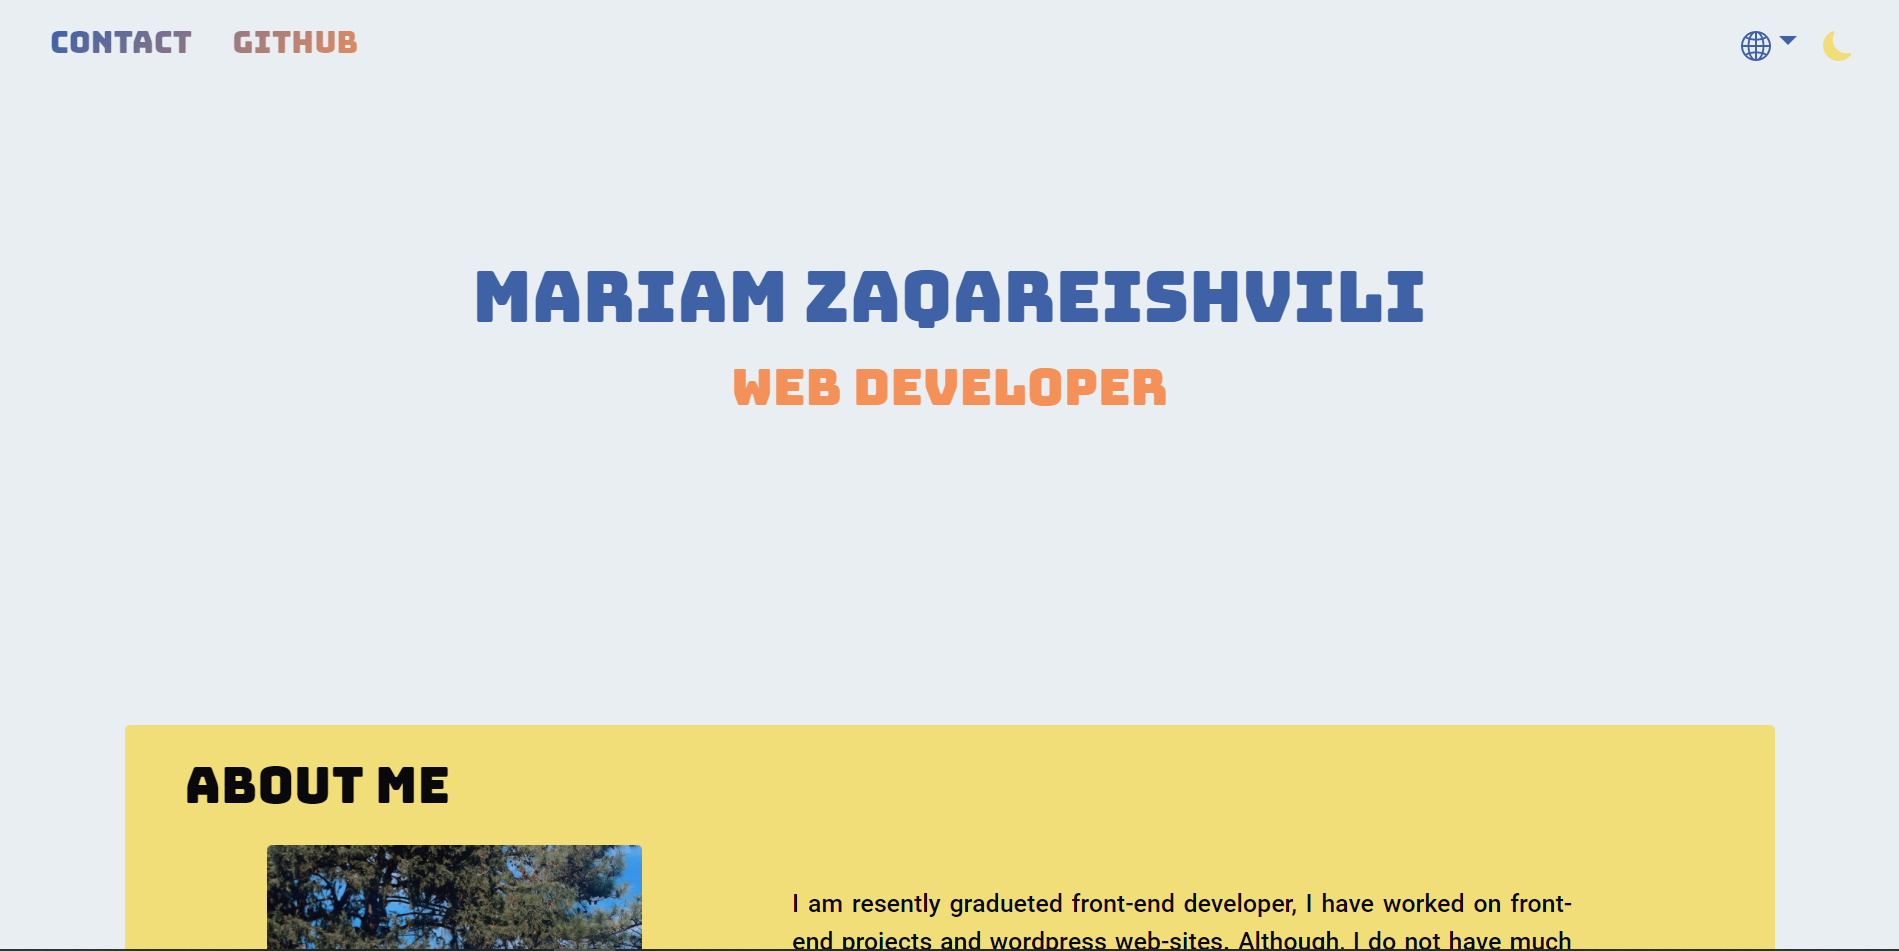 CONTACT GITHUB
MARIAM ZAQAREISHVILI
WEB DEVELOPER
ABOUT ME
I am resently gradueted front-end developer, I have worked on front-
end projects and wordpress web-sites. Although, I do not have much